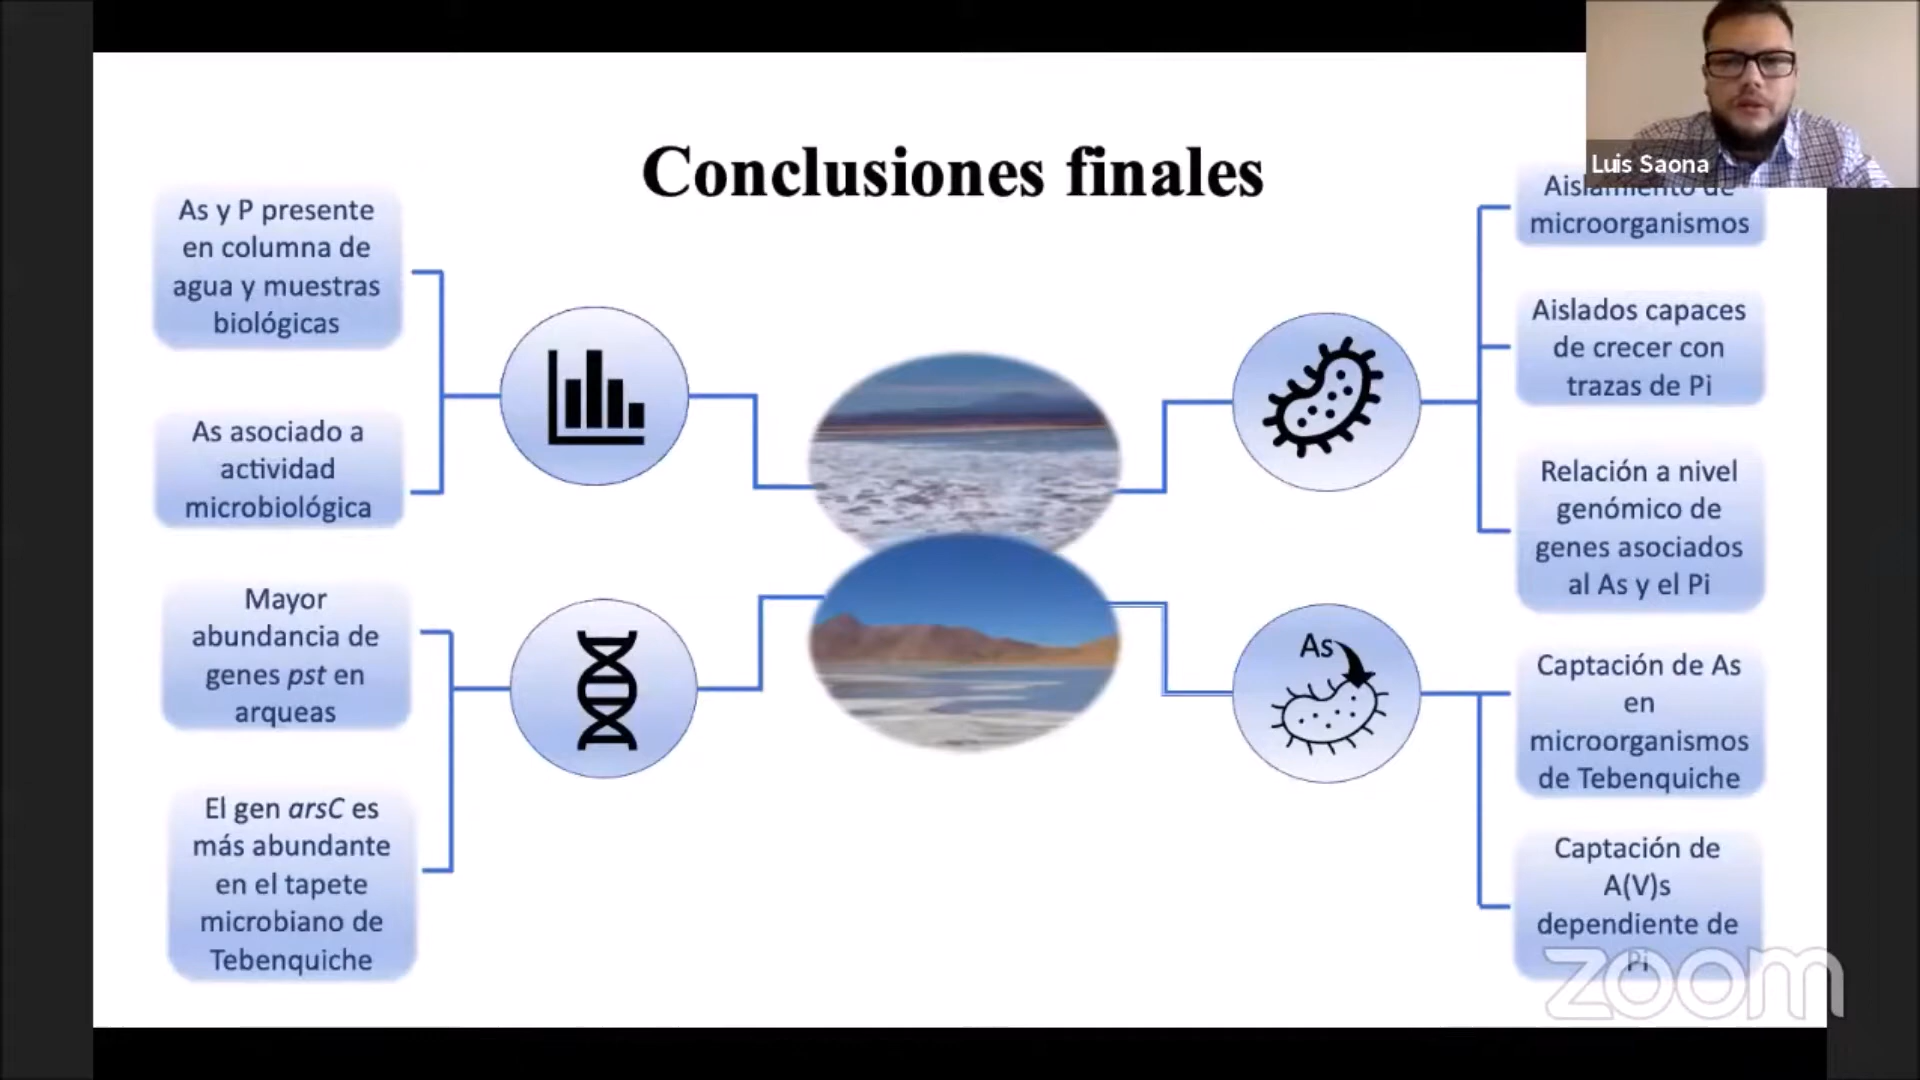 Conclusiones finales
As y P presente
en columna de
agua y muestras
biológicas
As asociado a
actividad
microbiológica
Mayor
abundancia de
genes pst en
arqueas
El gen arsC es
más abundante
en el tapete
microbiano de
Tebenquiche
As
Luis Saona
Aislamiento de
microorganismos
Aislados capaces
de crecer con
trazas de Pi
Relación a nivel
genómico de
genes asociados
al As y el Pi
Captación de As
en
microorganismos
de Tebenquiche
Captación de
A(V)s
dependiente de
Pi
zoom